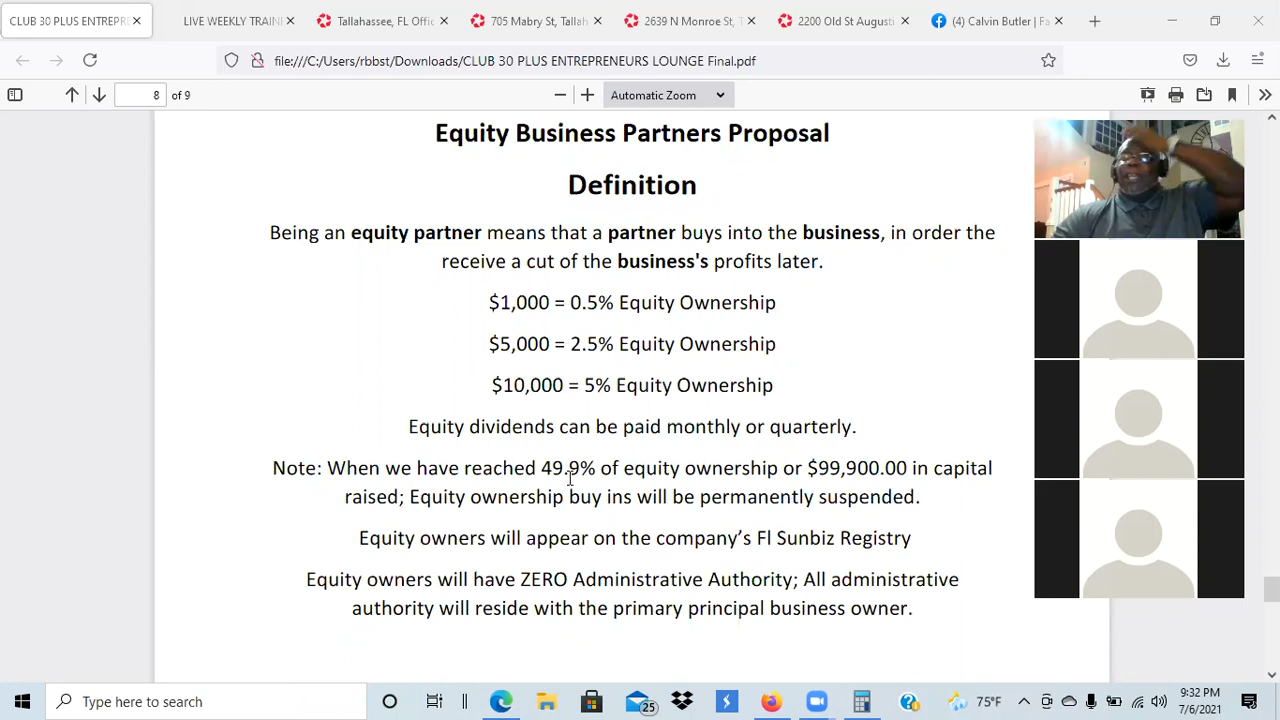 CLUB 30 PLUS ENTREPRE
LIVE WEEKLY TRAINI
Tallahassee, FL Offic
705 Mabry St, Tallah
2639 N Monroe St, T
2200 Old St Augusti
(4) Calvin Butler | Fa
file:///C:/Users/rbbst/Downloads/CLUB 30 PLUS ENTREPRENEURS LOUNGE Final.pdf
8 of 9
Automatic Zoom
Equity Business Partners Proposal
Definition
Being an equity partner means that a partner buys into the business, in order the
receive a cut of the business's profits later.
$1,000 = 0.5% Equity Ownership
$5,000 = 2.5% Equity Ownership
$10,000 = 5% Equity Ownership
Equity dividends can be paid monthly or quarterly.
Note: When we have reached 49.9% of equity ownership or $99,900.00 in capital
raised; Equity ownership buy ins will be permanently suspended.
Equity owners will appear on the company’s Fl Sunbiz Registry
Equity owners will have ZERO Administrative Authority; All administrative
authority will reside with the primary principal business owner.
Type here to search
25
75°F
9:32 PM
7/6/2021